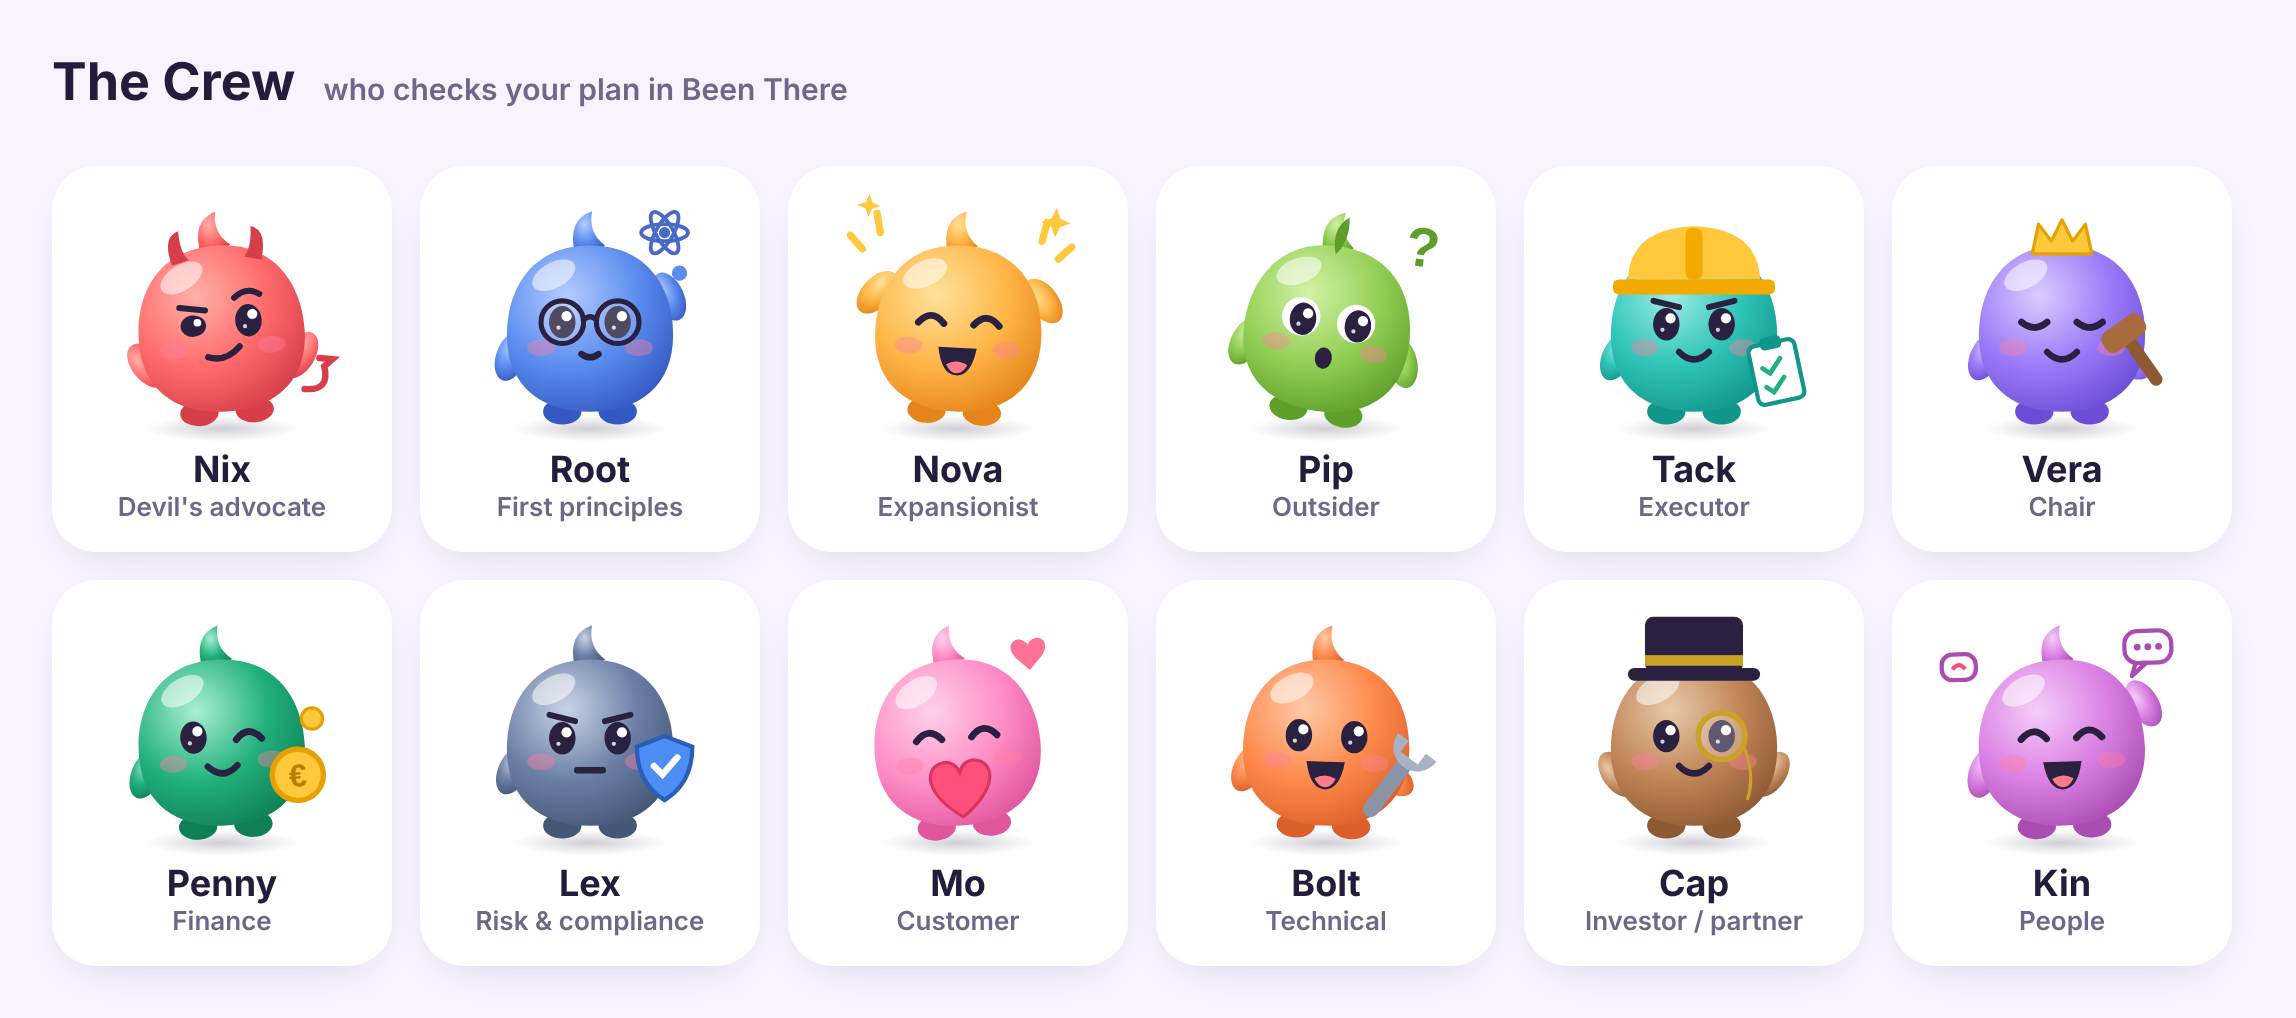 The Crew who checks your plan in Been There
?
Nix
Devil's advocate
Root
First principles
Nova
Expansionist
Pip
Outsider
Tack
Executor
Vera
Chair
€
Penny
Finance
Lex
Risk & compliance
Mo
Customer
Bolt
Technical
Cap
Investor / partner
Kin
People